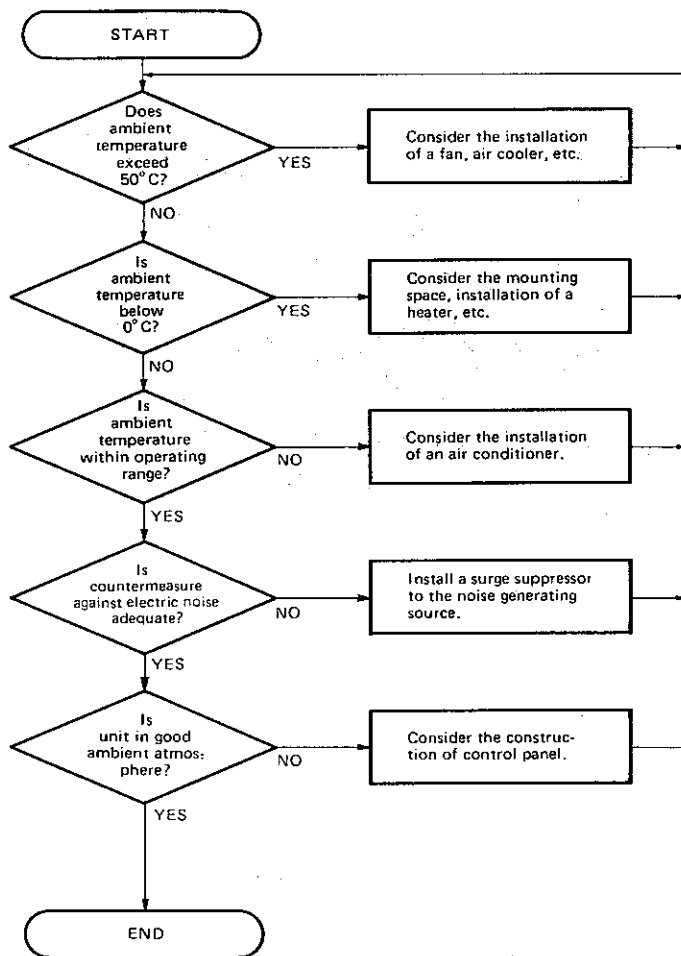 START
Does
ambient
temperature
exceed
50°C?
YES
Consider the installation
of a fan, air cooler, etc.
NO
Is
ambient
temperature
below
0°C?
YES
Consider the mounting
space, installation of a
heater, etc.
NO
Is
ambient
temperature
within operating
range?
NO
Consider the installation
of an air conditioner.
YES
Is
countermeasure
against electric noise
adequate?
NO
Install a surge suppressor
to the noise generating
source.
YES
Is
unit in good
ambient atmos-
phere?
NO
Consider the construc-
tion of control panel.
YES
END